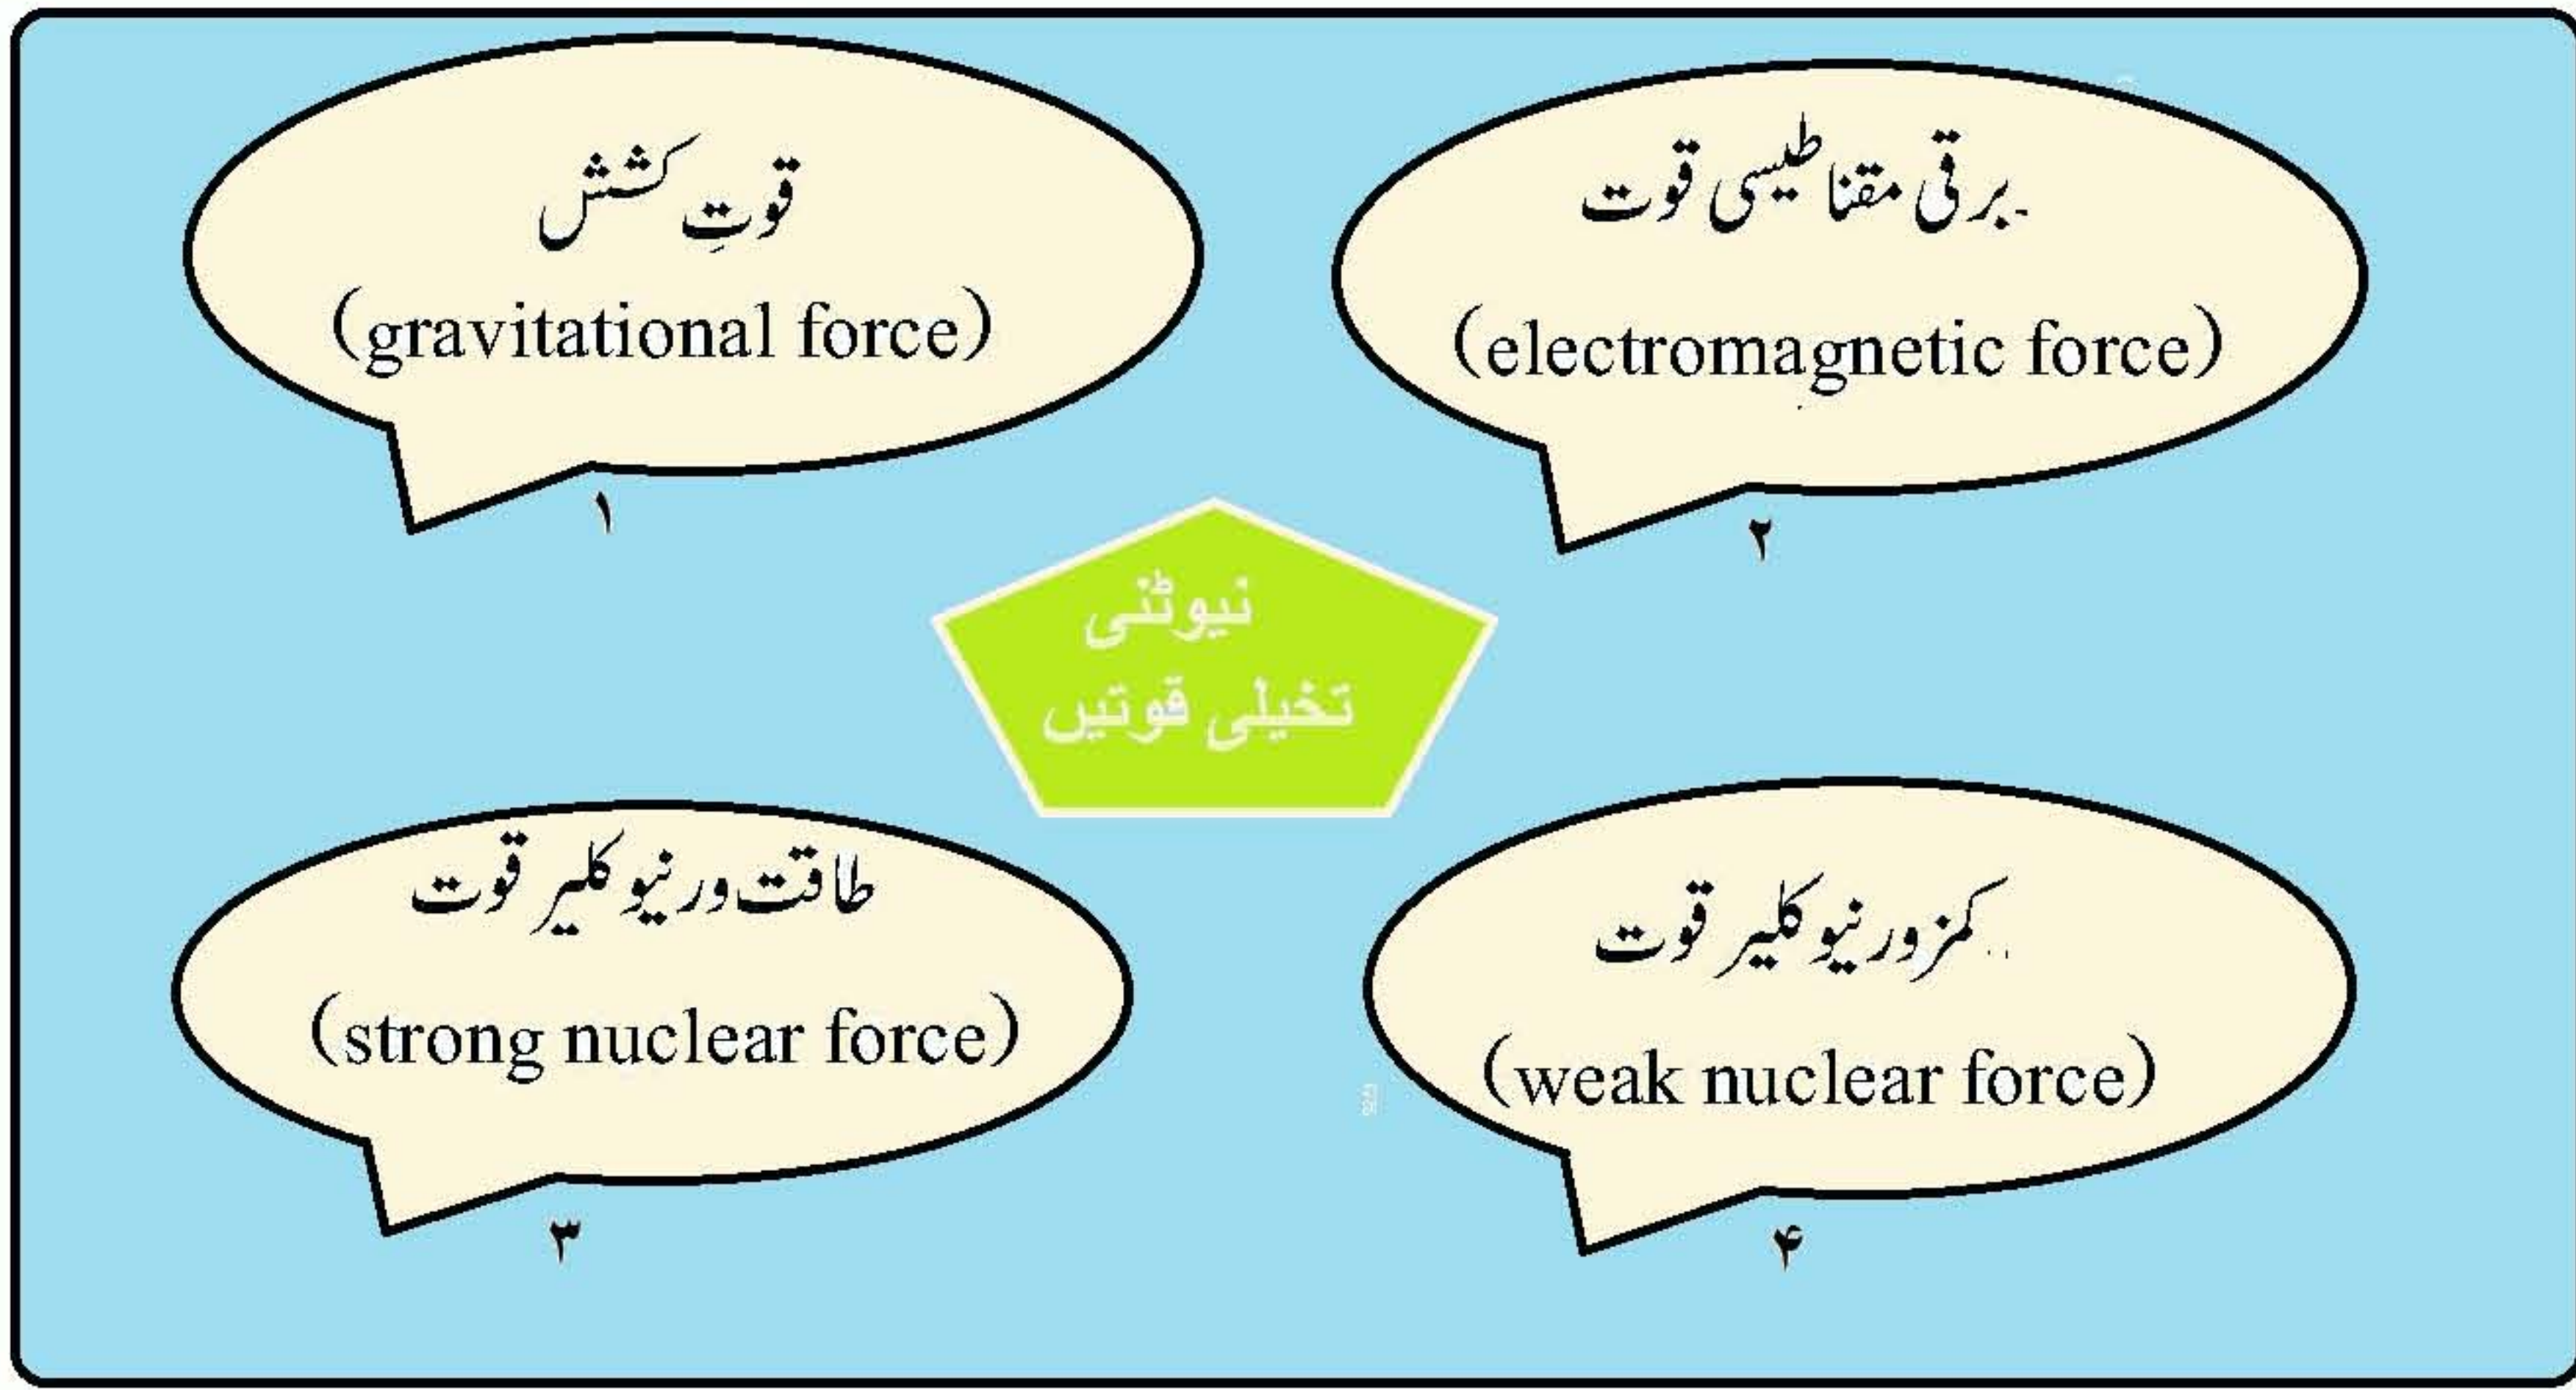 قوتِ کشش
(gravitational force)
۱
برقی مقناطیسی قوت
(electromagnetic force)
۲
نیوٹنی
تخیلی قوتیں
طاقت ور نیوکلیر قوت
(strong nuclear force)
۳
کمزور نیوکلیر قوت
(weak nuclear force)
۴